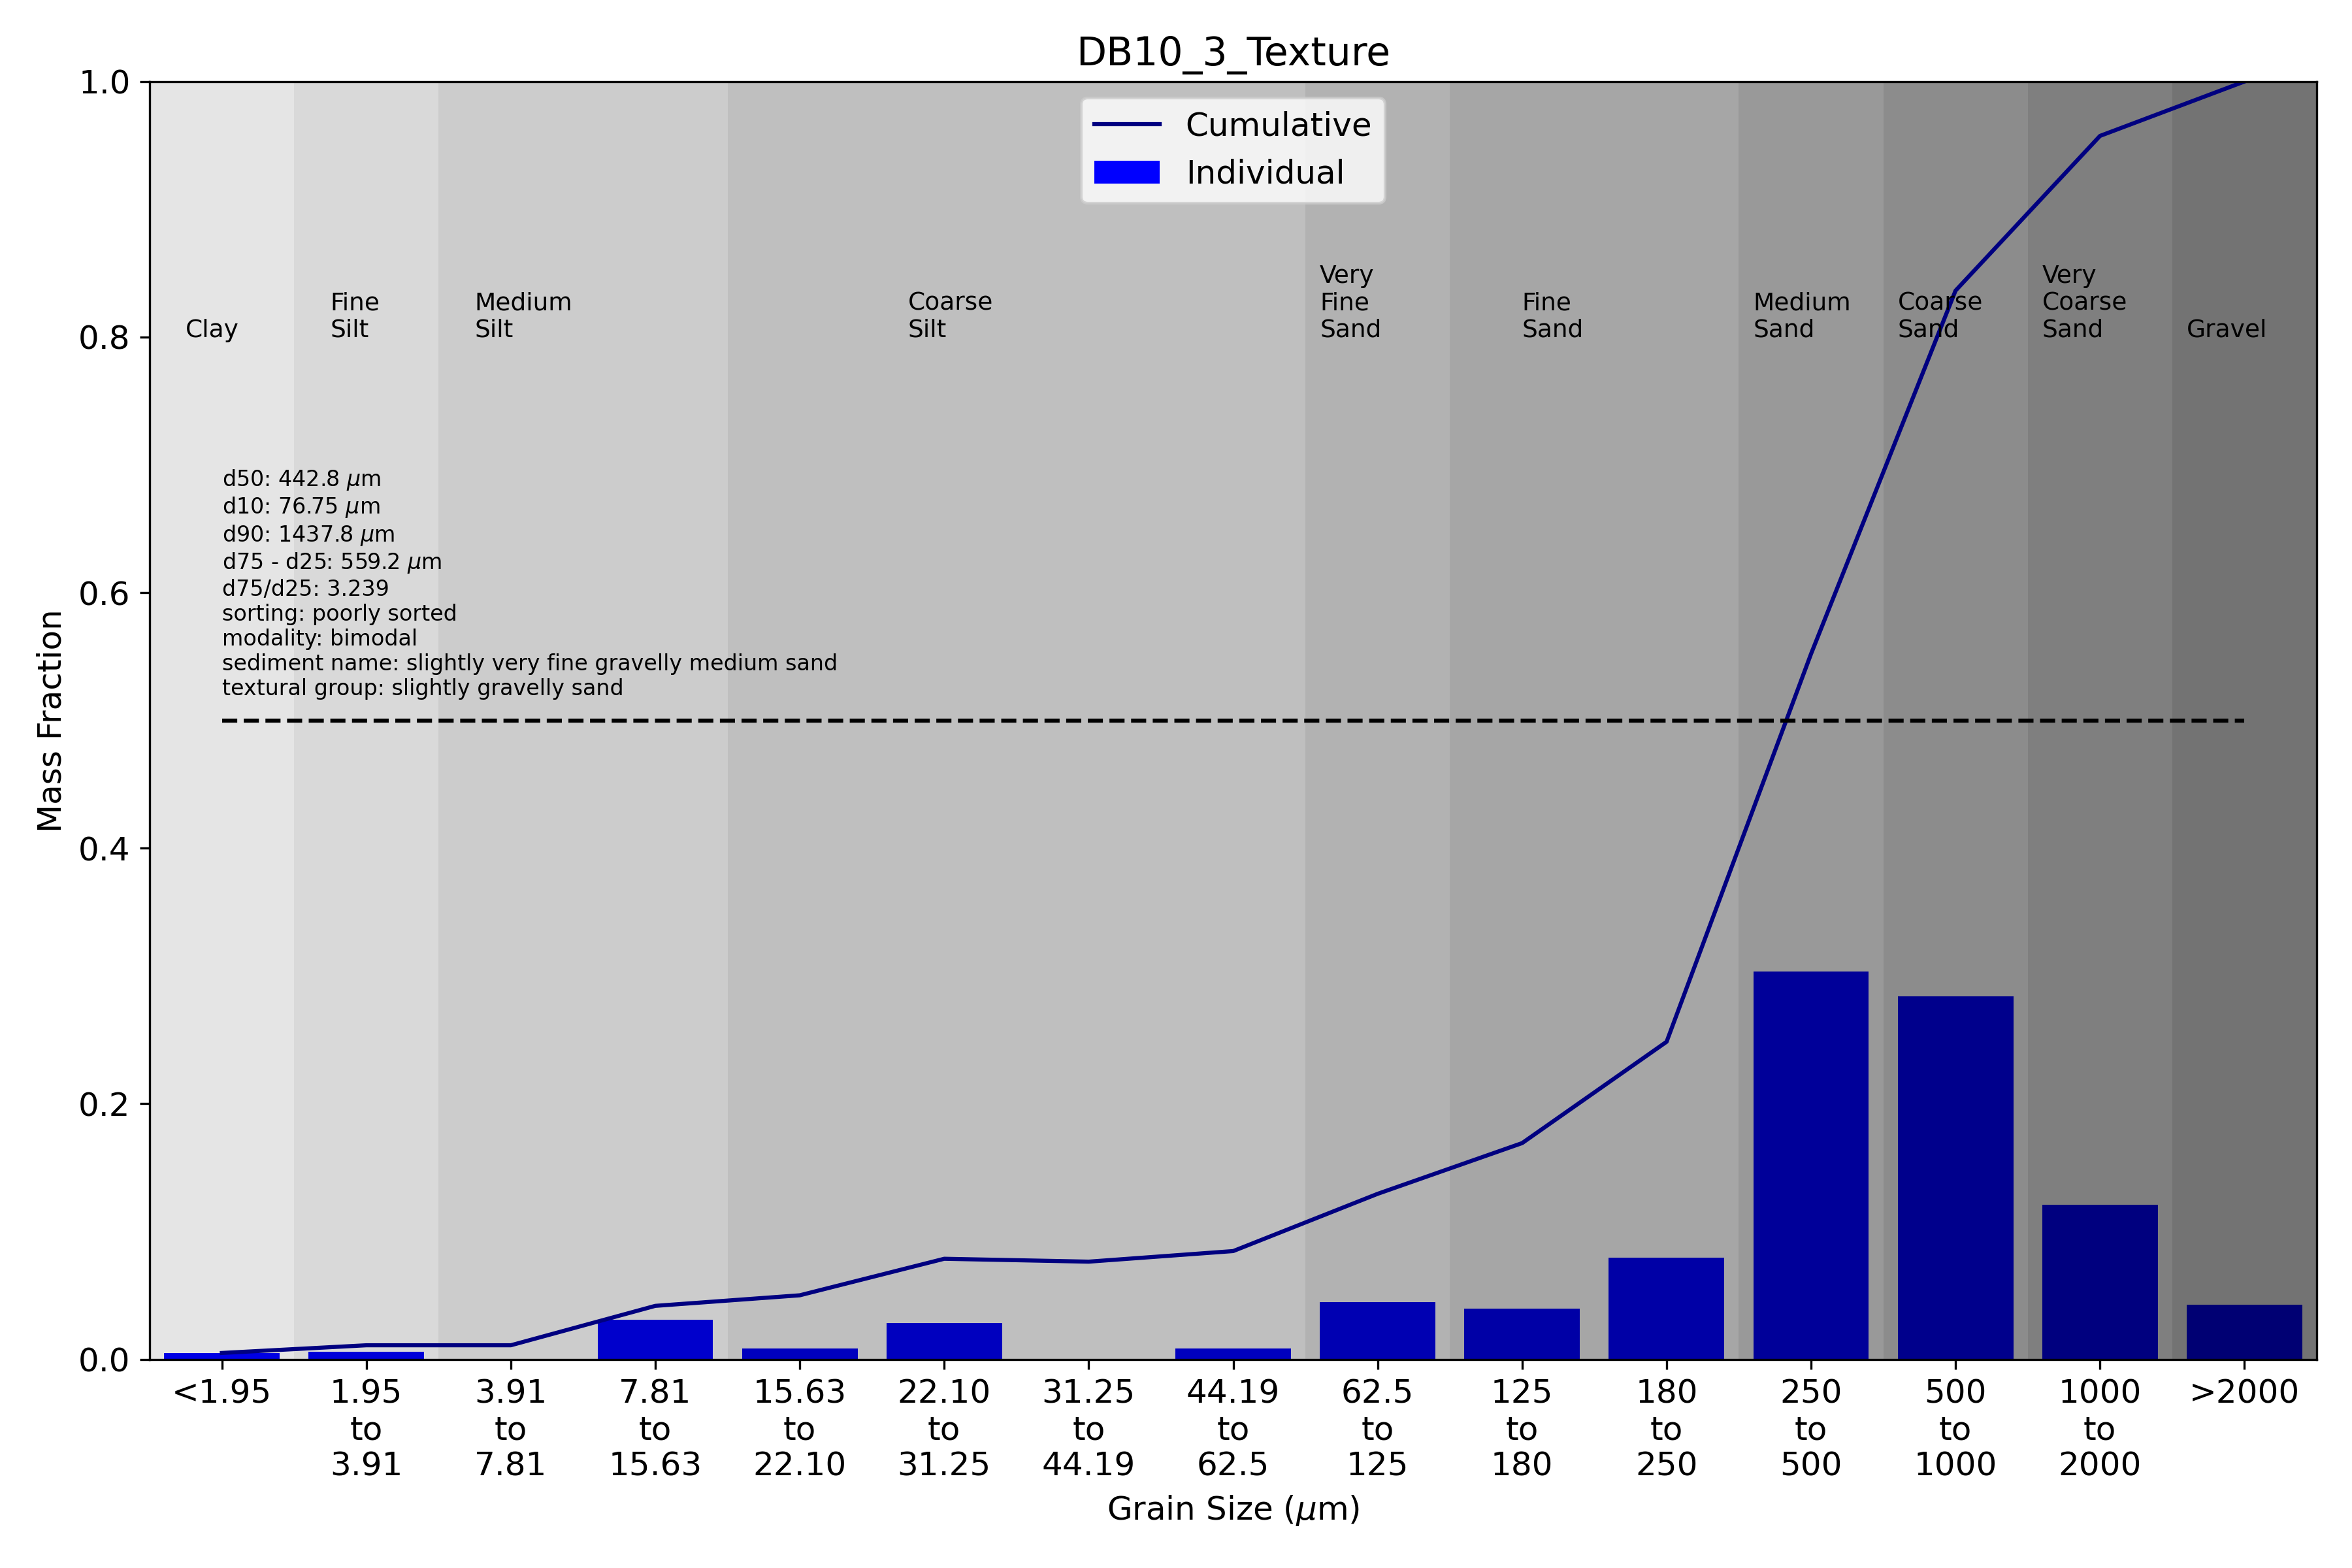 DB10_3_Texture
Cumulative
Individual
1.0
0.8
0.6
0.4
0.2
0.0
Mass Fraction
Clay
Fine
Silt
Medium
Silt
Coarse
Silt
Very
Fine
Sand
Fine
Sand
Medium
Sand
Coarse
Sand
Very
Coarse
Sand
Gravel
d50: 442.8 μm
d10: 76.75 μm
d90: 1437.8 μm
d75 - d25: 559.2 μm
d75/d25: 3.239
sorting: poorly sorted
modality: bimodal
sediment name: slightly very fine gravelly medium sand
textural group: slightly gravelly sand
<1.95
1.95
to
3.91
3.91
to
7.81
7.81
to
15.63
15.63
to
22.10
22.10
to
31.25
31.25
to
44.19
44.19
to
62.5
62.5
to
125
125
to
180
180
to
250
250
to
500
500
to
1000
1000
to
2000
>2000
Grain Size (μm)